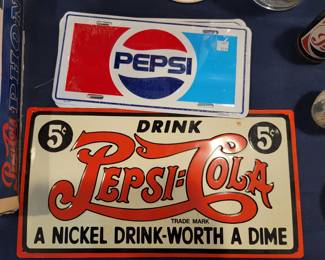 PEPSI
5¢ DRINK 5¢
PEPSI:COLA
TRADE MARK
A NICKEL DRINK-WORTH A DIME